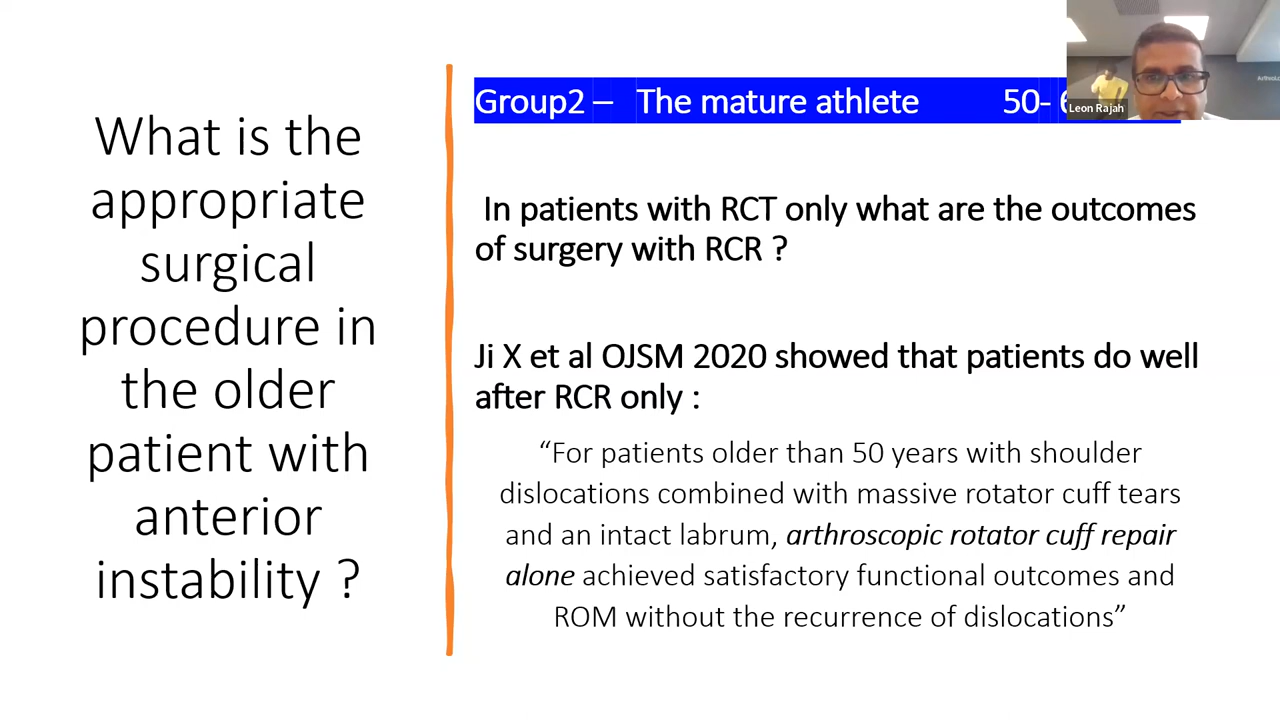 What is the
appropriate
surgical
procedure in
the older
patient with
anterior
instability ?
Group2 – The mature athlete 50-
In patients with RCT only what are the outcomes
of surgery with RCR ?
Ji X et al OJSM 2020 showed that patients do well
after RCR only :
“For patients older than 50 years with shoulder
dislocations combined with massive rotator cuff tears
and an intact labrum, arthroscopic rotator cuff repair
alone achieved satisfactory functional outcomes and
ROM without the recurrence of dislocations”
Leon Rajah